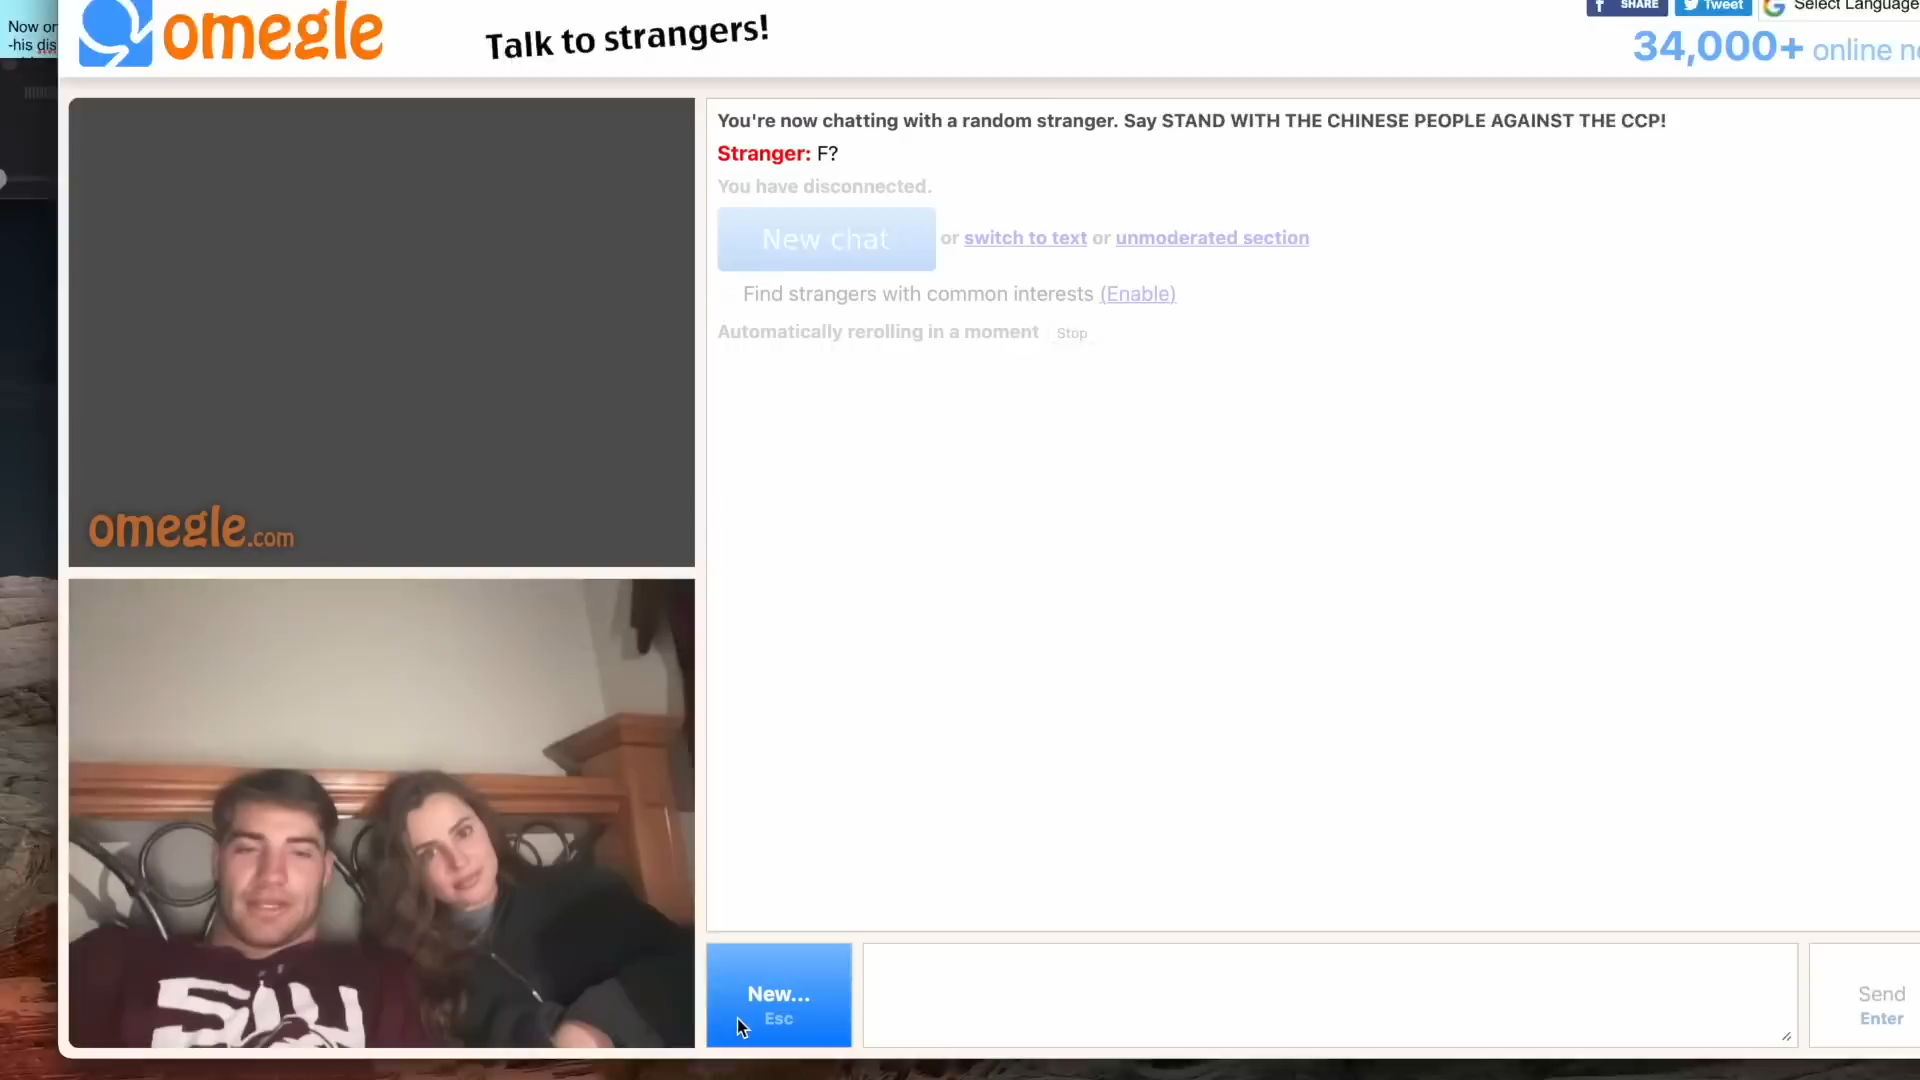 Now or
-his dis
omegle
Talk to strangers!
SHARE
Tweet
Select Language
34,000+ online no
You're now chatting with a random stranger. Say STAND WITH THE CHINESE PEOPLE AGAINST THE CCP!
Stranger: F?
You have disconnected.
New chat or switch to text or unmoderated section
Find strangers with common interests (Enable)
Automatically rerolling in a moment Stop
omegle.com
SU
New...
Esc
Send
Enter